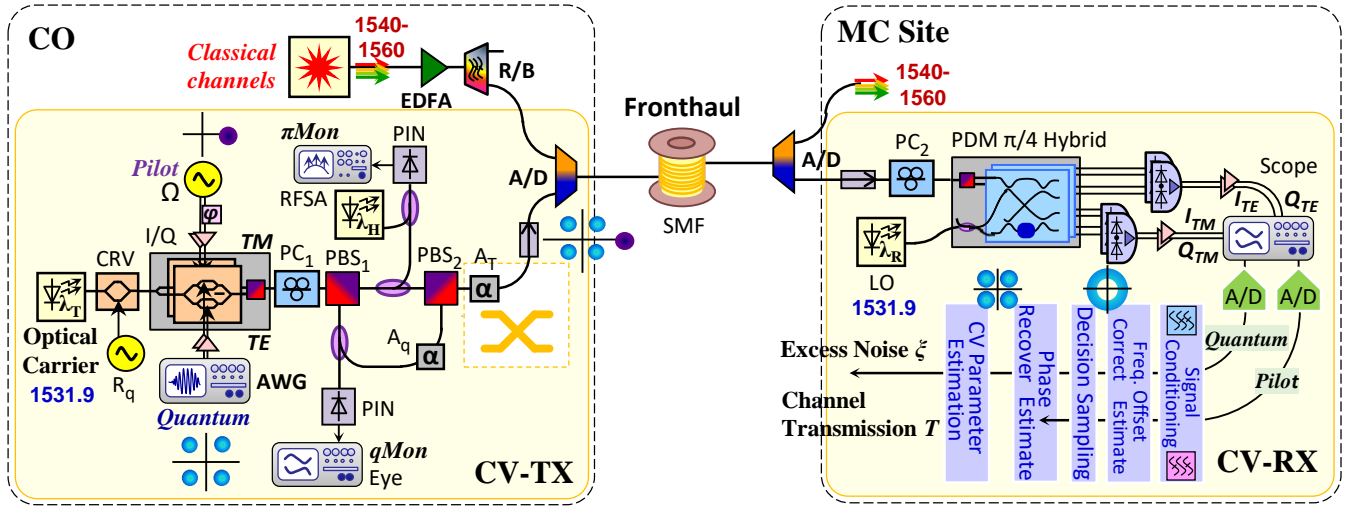 CO
Classical
channels
1540-
1560
EDFA
R/B
πMon
PIN
RFSA
λH
Pilot
Ω
φ
I/Q
TM
TE
CRV
λT
Optical
Carrier
1531.9
Rq
AWG
Quantum
PC1
PBS1
PBS2
AT
α
Aq
α
PIN
qMon
Eye
A/D
CV-TX
Fronthaul
SMF
MC Site
1540-
1560
A/D
PC2
PDM π/4 Hybrid
λR
LO
1531.9
ITE
QTE
ITM
QTM
Scope
A/D
A/D
Quantum
Pilot
Signal
Conditioning
Freq. Offset
Correct Estimate
Decision Sampling
Phase
Recover Estimate
CV Parameter
Estimation
Excess Noise ξ
Channel
Transmission T
CV-RX